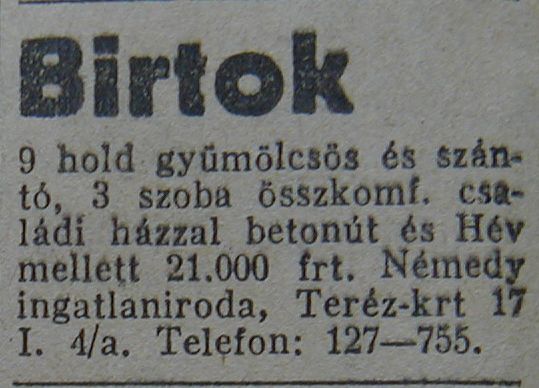 Birtok
9 hold gyümölcsös és szán-
tó, 3 szoba összkomf. csa-
ládi házzal betonút és Hév
mellett 21.000 frt. Némedy
ingatlaniroda, Teréz-krt 17
I. 4/a. Telefon: 127—755.